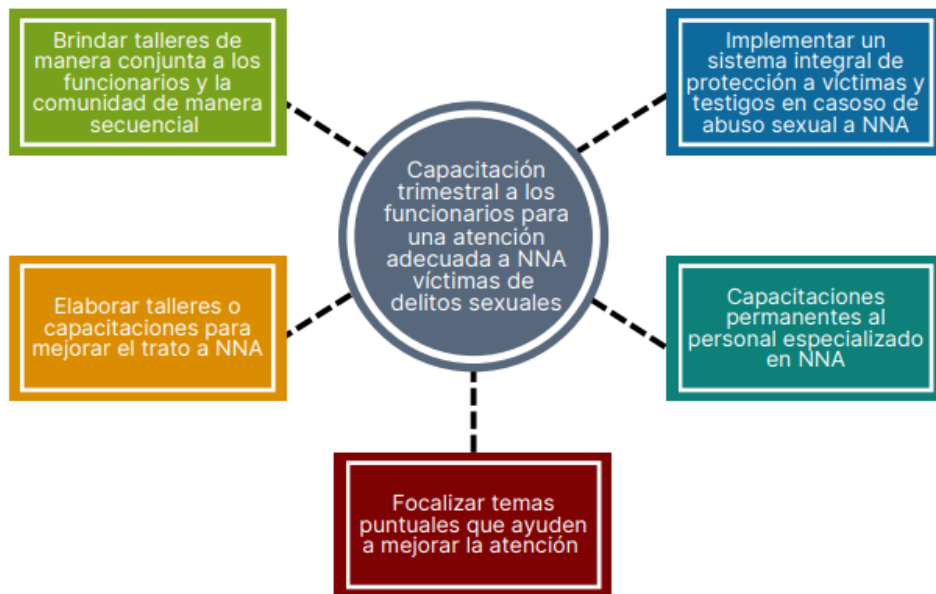 Brindar talleres de
manera conjunta a los
funcionarios y la
comunidad de manera
secuencial
Implementar un
sistema integral de
protección a víctimas y
testigos en casoso de
abuso sexual a NNA
Capacitación
trimestral a los
funcionarios para
una atención
adecuada a NNA
víctimas de
delitos sexuales
Elaborar talleres o
capacitaciones para
mejorar el trato a NNA
Capacitaciones
permanentes al
personal especializado
en NNA
Focalizar temas
puntuales que ayuden
a mejorar la atención